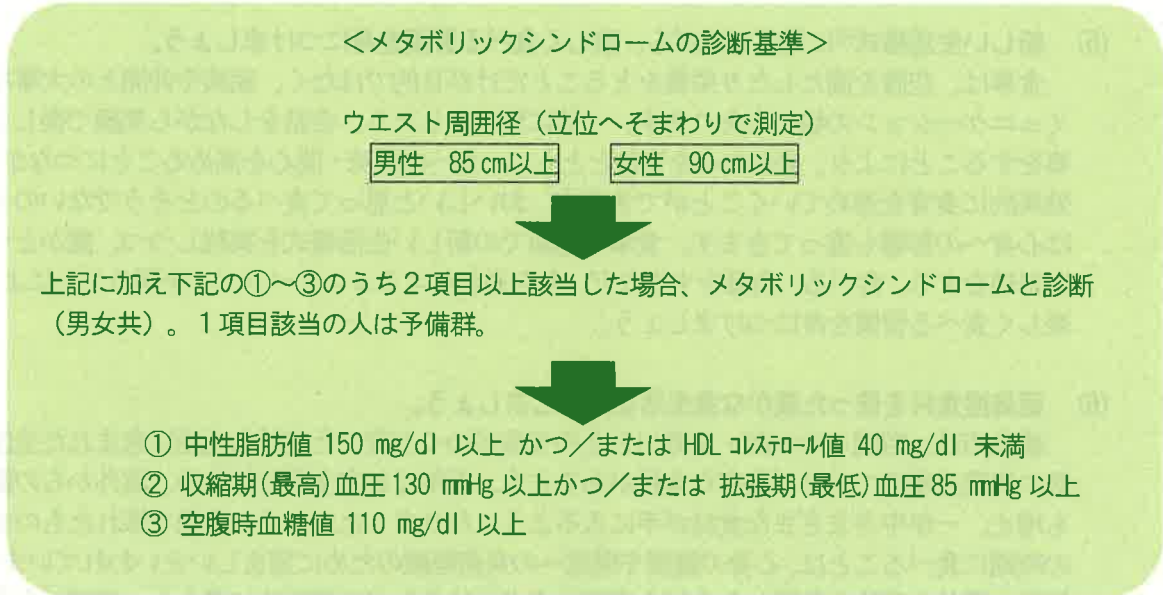 ＜メタボリックシンドロームの診断基準＞
ウエスト周囲径（立位へそまわりで測定）
男性　85 cm以上　女性　90 cm以上
上記に加え下記の①～③のうち２項目以上該当した場合、メタボリックシンドロームと診断
（男女共）。１項目該当の人は予備群。
① 中性脂肪値 150 mg/dl 以上 かつ／または HDL ｺﾚｽﾃﾛｰﾙ値 40 mg/dl 未満
② 収縮期(最高)血圧 130 mmHg 以上かつ／または 拡張期(最低)血圧 85 mmHg 以上
③ 空腹時血糖値 110 mg/dl 以上